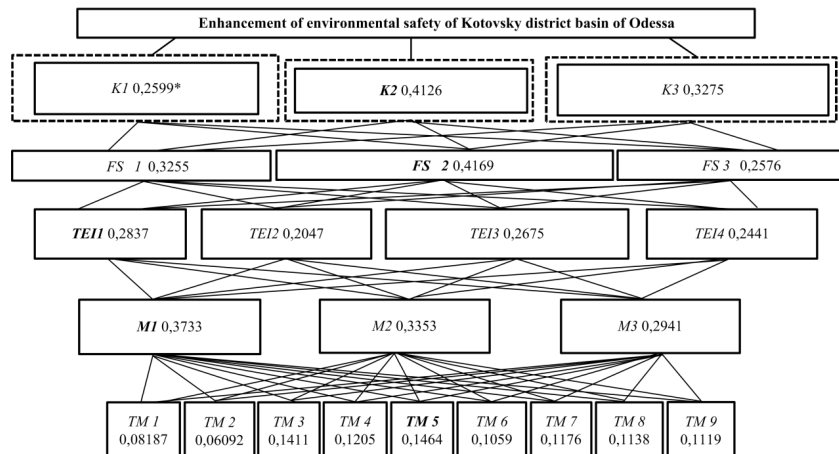 Enhancement of environmental safety of Kotovsky district basin of Odessa
K1 0,2599*
K2 0,4126
K3 0,3275
FS 1 0,3255
FS 2 0,4169
FS 3 0,2576
TEI1 0,2837
TEI2 0,2047
TEI3 0,2675
TEI4 0,2441
M1 0,3733
M2 0,3353
M3 0,2941
TM 1
0,08187
TM 2
0,06092
TM 3
0,1411
TM 4
0,1205
TM 5
0,1464
TM 6
0,1059
TM 7
0,1176
TM 8
0,1138
TM 9
0,1119